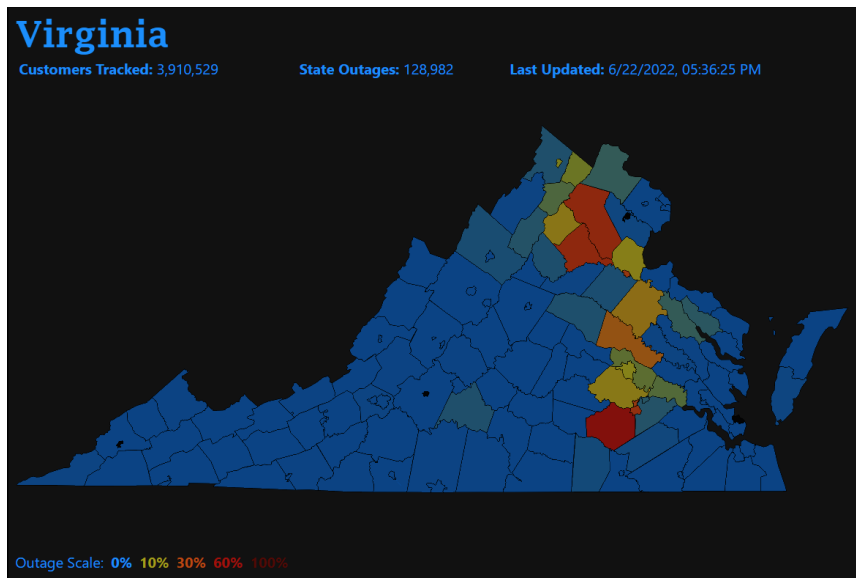 Virginia
Customers Tracked: 3,910,529 State Outages: 128,982 Last Updated: 6/22/2022, 05:36:25 PM
Outage Scale: 0% 10% 30% 60% 100%